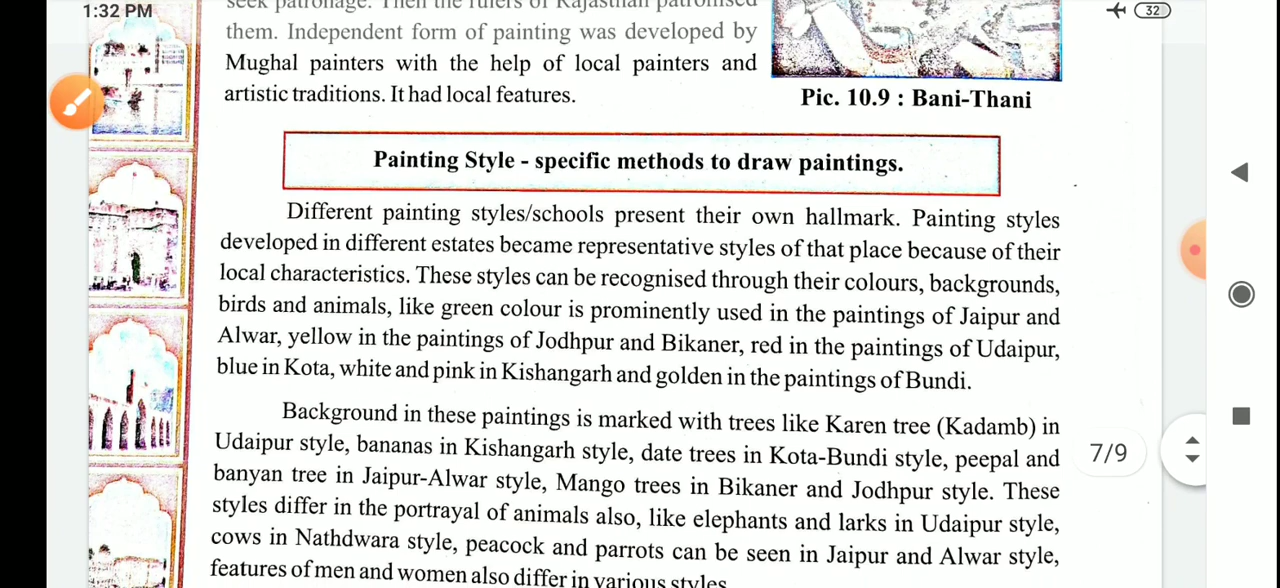 1:32 PM
32
seek patronage. Then the rulers of Rajasthan patronised
them. Independent form of painting was developed by
Mughal painters with the help of local painters and
artistic traditions. It had local features.
Pic. 10.9 : Bani-Thani
Painting Style - specific methods to draw paintings.
Different painting styles/schools present their own hallmark. Painting styles
developed in different estates became representative styles of that place because of their
local characteristics. These styles can be recognised through their colours, backgrounds,
birds and animals, like green colour is prominently used in the paintings of Jaipur and
Alwar, yellow in the paintings of Jodhpur and Bikaner, red in the paintings of Udaipur,
blue in Kota, white and pink in Kishangarh and golden in the paintings of Bundi.
Background in these paintings is marked with trees like Karen tree (Kadamb) in
Udaipur style, bananas in Kishangarh style, date trees in Kota-Bundi style, peepal and
banyan tree in Jaipur-Alwar style, Mango trees in Bikaner and Jodhpur style. These
styles differ in the portrayal of animals also, like elephants and larks in Udaipur style,
cows in Nathdwara style, peacock and parrots can be seen in Jaipur and Alwar style,
features of men and women also differ in various styles.
7/9